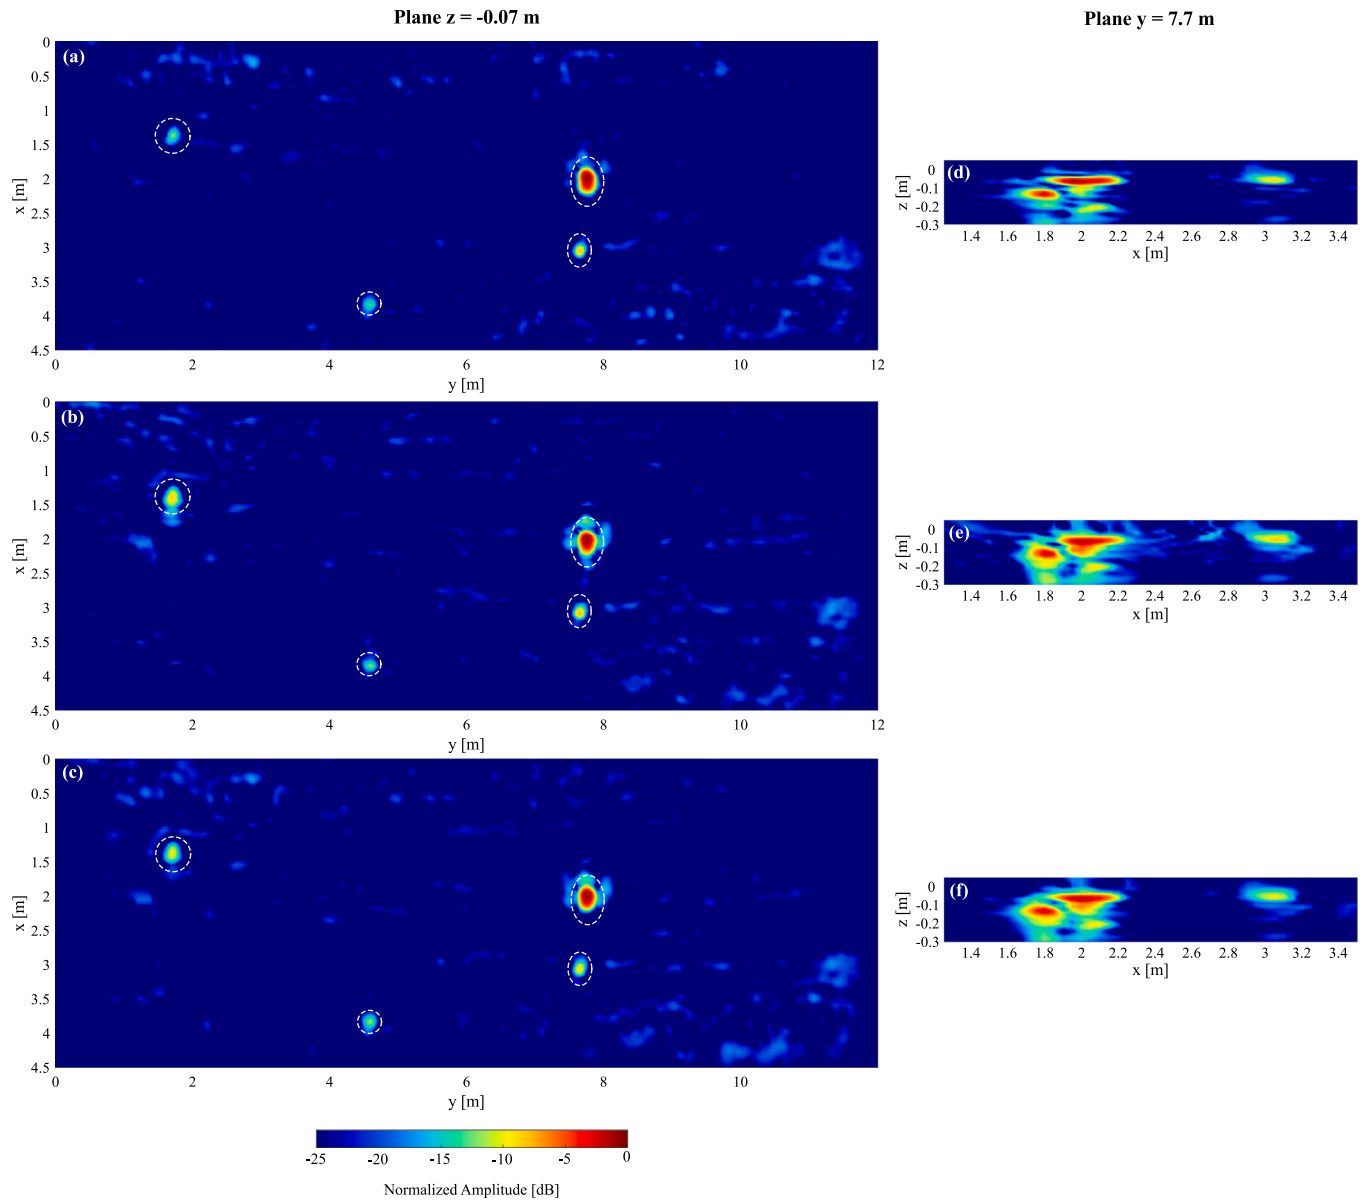 Plane z = -0.07 m
Plane y = 7.7 m
(a)
0
0.5
1
1.5
2
2.5
3
3.5
4
4.5
x [m]
0 2 4 6 8 10 12
y [m]
(d)
0
-0.1
-0.2
-0.3
z [m]
1.4 1.6 1.8 2 2.2 2.4 2.6 2.8 3 3.2 3.4
x [m]
(b)
0
0.5
1
1.5
2
2.5
3
3.5
4
4.5
x [m]
0 2 4 6 8 10 12
y [m]
(e)
0
-0.1
-0.2
-0.3
z [m]
1.4 1.6 1.8 2 2.2 2.4 2.6 2.8 3 3.2 3.4
x [m]
(c)
0
0.5
1
1.5
2
2.5
3
3.5
4
4.5
x [m]
0 2 4 6 8 10
y [m]
(f)
0
-0.1
-0.2
-0.3
z [m]
1.4 1.6 1.8 2 2.2 2.4 2.6 2.8 3 3.2 3.4
x [m]
-25 -20 -15 -10 -5 0
Normalized Amplitude [dB]